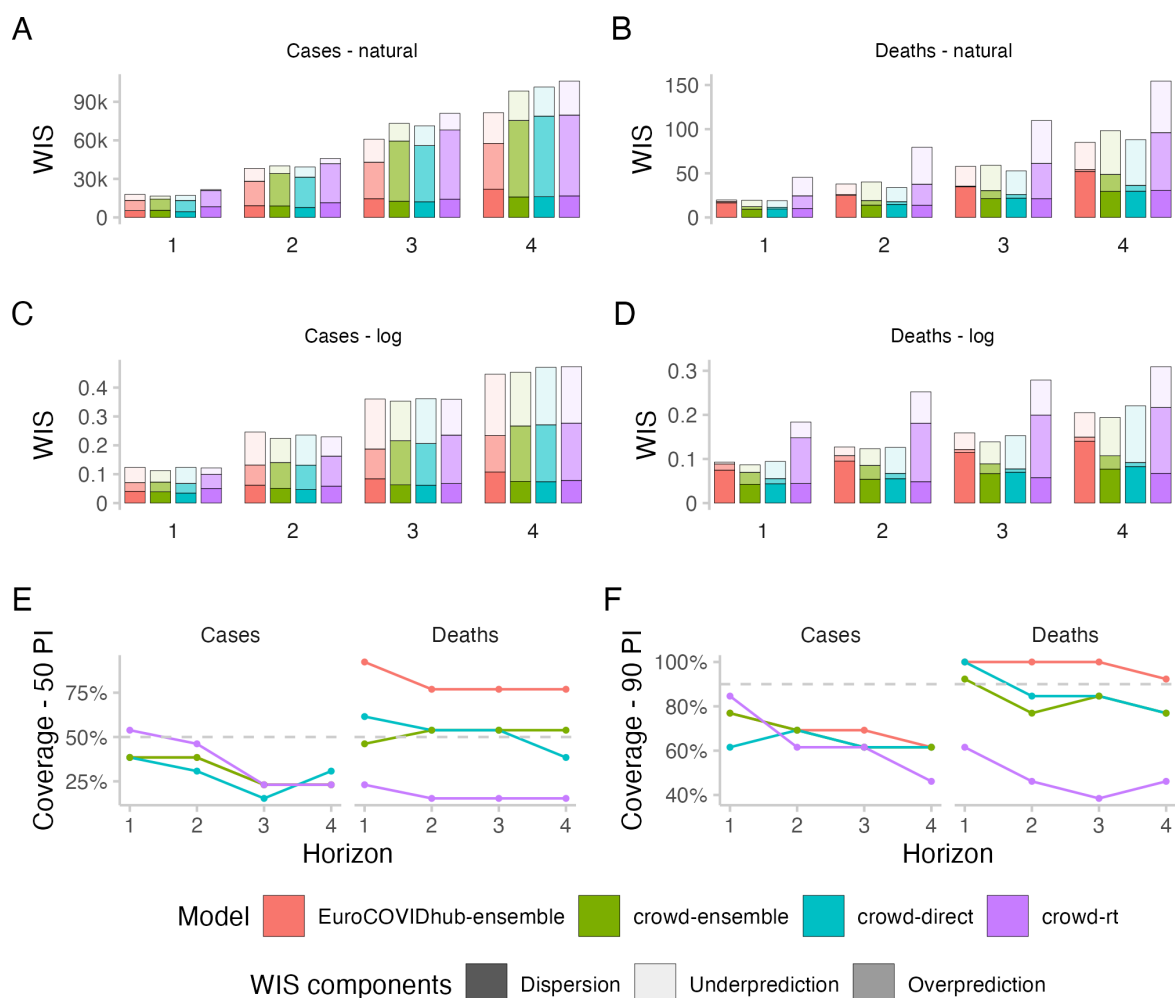 A
B
Cases - natural
Deaths - natural
WIS
90k
60k
30k
0
1 2 3 4
WIS
150
100
50
0
1 2 3 4
C
D
Cases - log
Deaths - log
WIS
0.4
0.3
0.2
0.1
0
1 2 3 4
WIS
0.3
0.2
0.1
0
1 2 3 4
E
F
Cases
Deaths
Coverage - 50 PI
75%
50%
25%
1 2 3 4
1 2 3 4
Horizon
Cases
Deaths
Coverage - 90 PI
100%
80%
60%
40%
1 2 3 4
1 2 3 4
Horizon
Model EuroCOVIDhub-ensemble crowd-ensemble crowd-direct crowd-rt
WIS components Dispersion Underprediction Overprediction